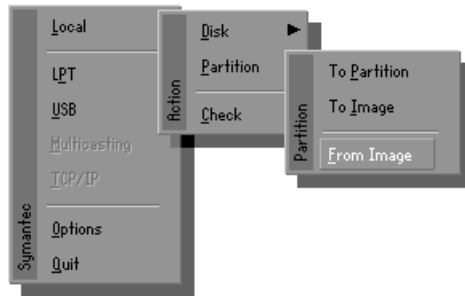 Local
LPT
USB
Multicasting
TCP/IP
Options
Quit
Symantec
Disk
Partition
Check
Action
To Partition
To Image
From Image
Partition